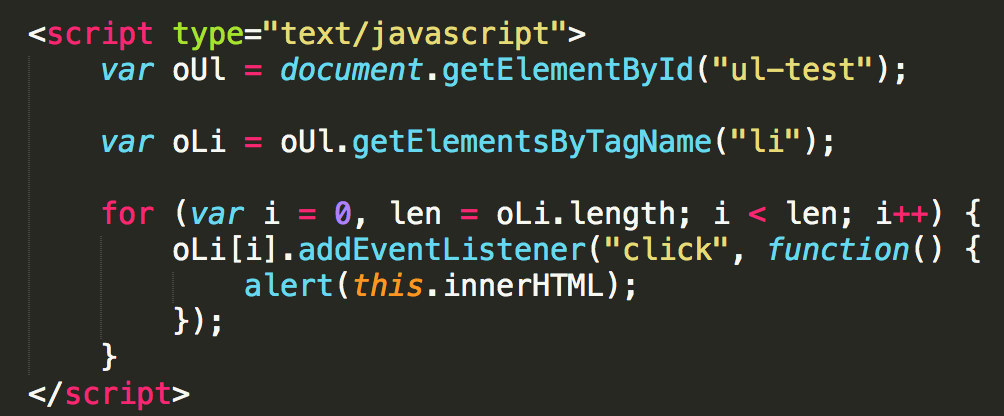 <script type="text/javascript">
    var oUl = document.getElementById("ul-test");
    var oLi = oUl.getElementsByTagName("li");
    for (var i = 0, len = oLi.length; i < len; i++) {
        oLi[i].addEventListener("click", function() {
            alert(this.innerHTML);
        });
    }
</script>